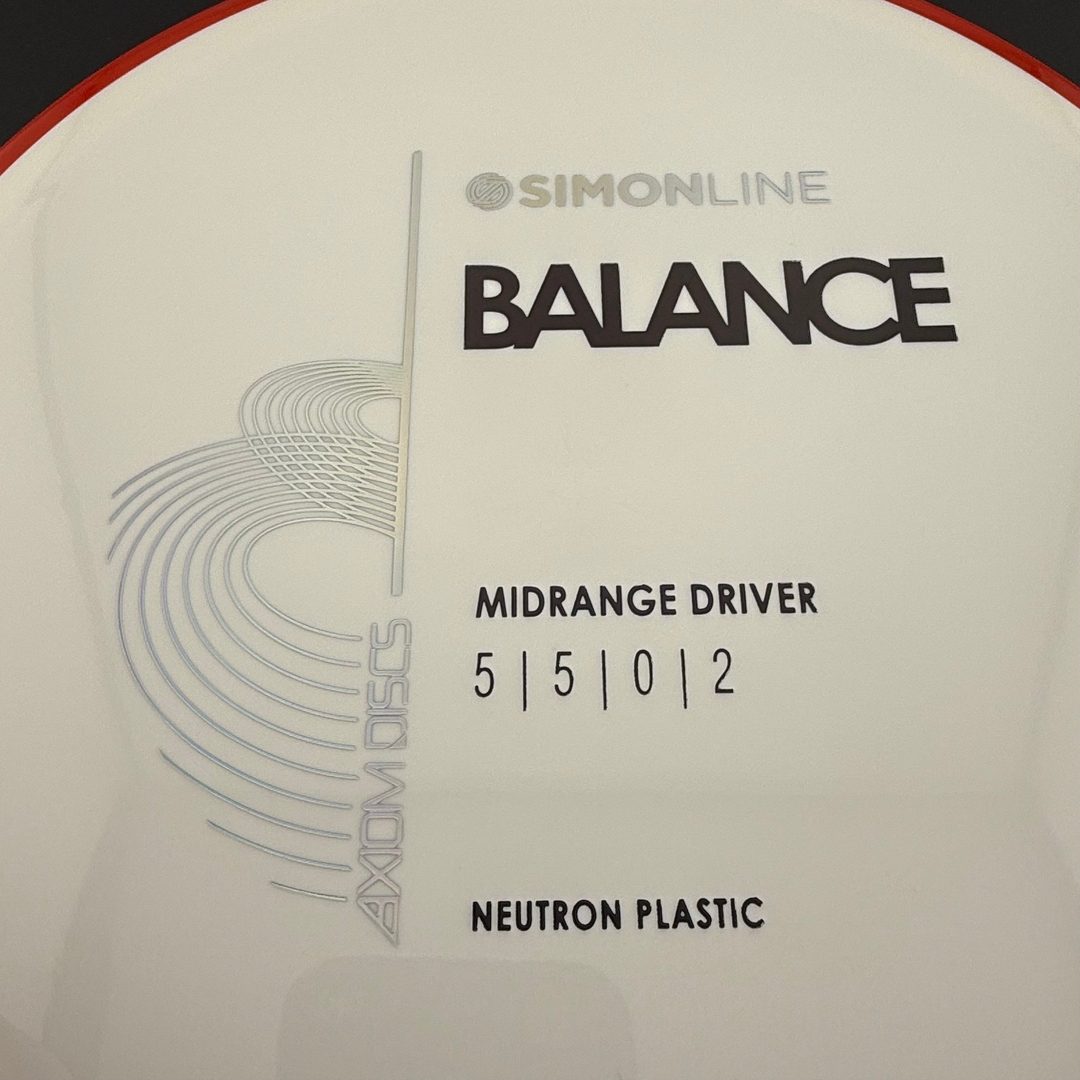 SIMONLINE
BALANCE
MIDRANGE DRIVER
5 | 5 | 0 | 2
AXIOM DISCS
NEUTRON PLASTIC